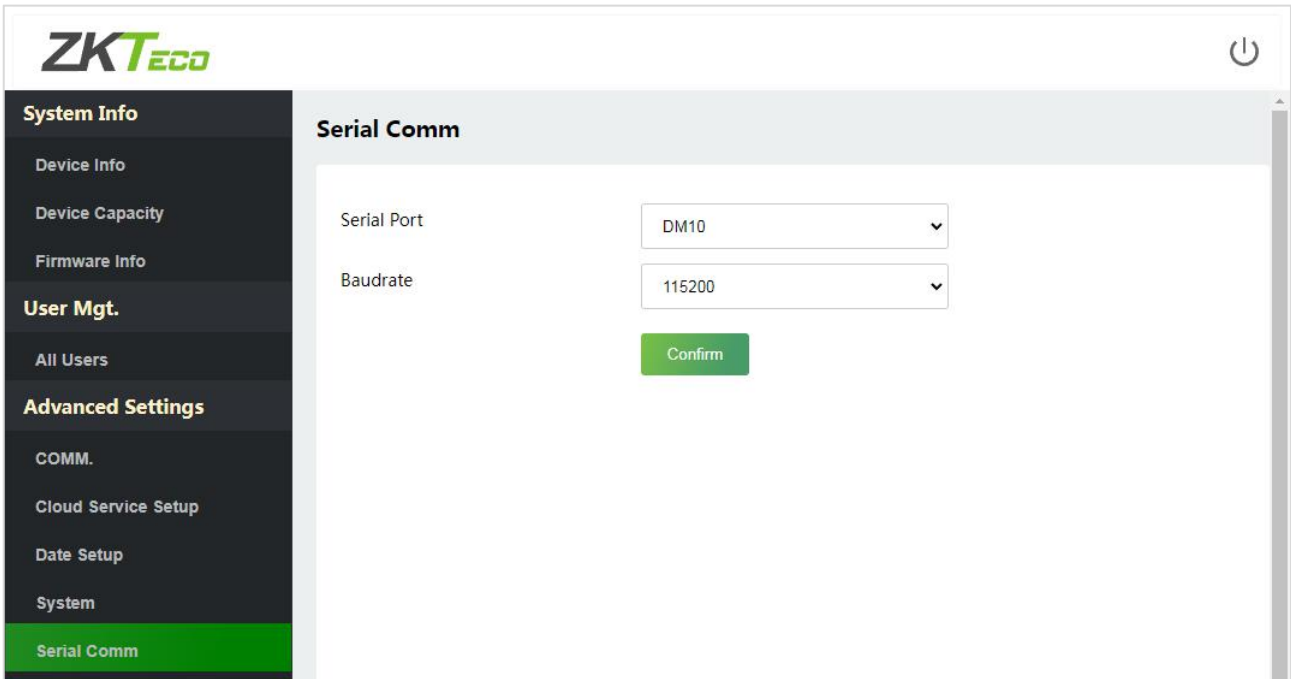 ZKTECO
System Info
Device Info
Device Capacity
Firmware Info
User Mgt.
All Users
Advanced Settings
COMM.
Cloud Service Setup
Date Setup
System
Serial Comm
Serial Comm
Serial Port
DM10
Baudrate
115200
Confirm